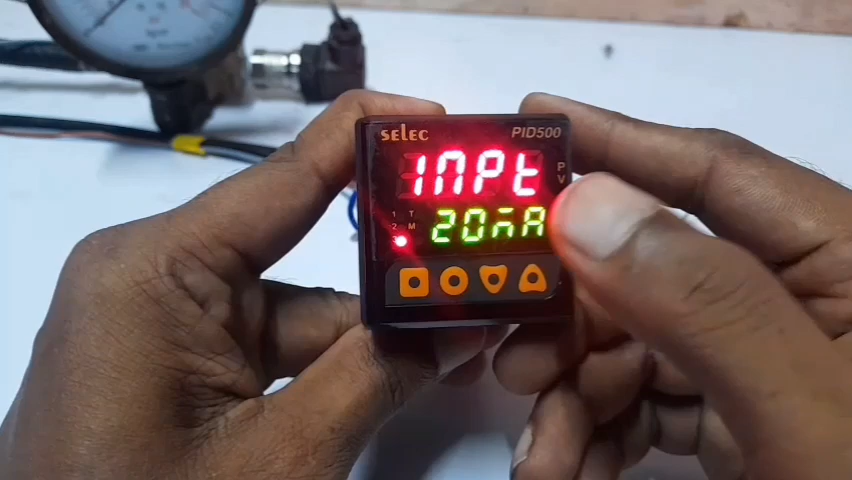 selec PID500
INPt
P
V
1 T
2 M
20mA